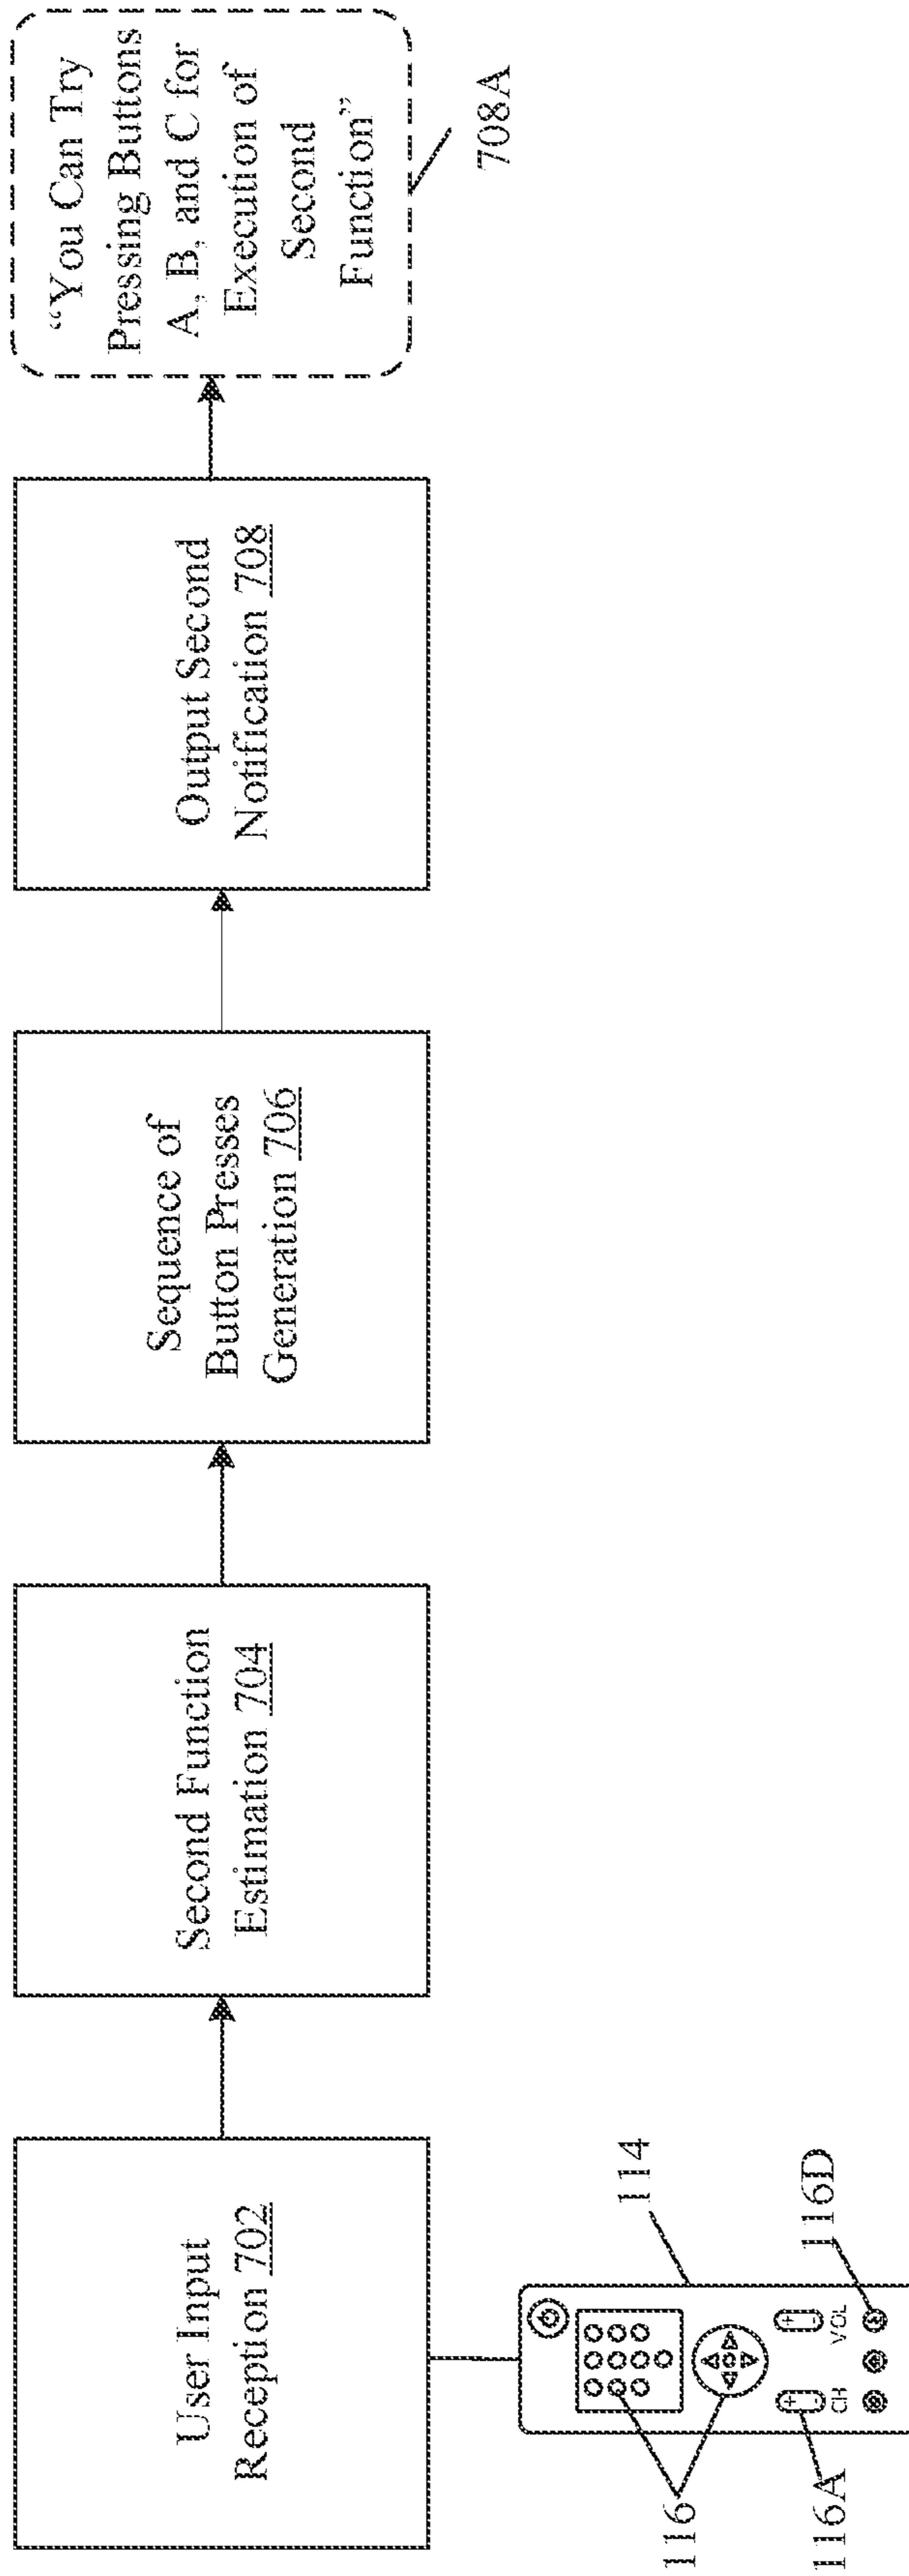 User Input
Reception 702
Second Function
Estimation 704
Sequence of
Button Presses
Generation 706
Output Second
Notification 708
“You Can Try
Pressing Buttons
A, B, and C for
Execution of
Second
Function”
708A
114
116
CH
VOL
116A
116D